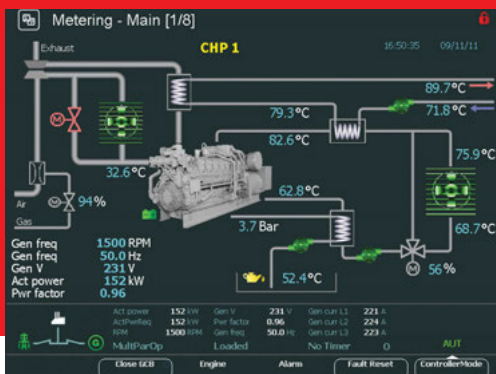 Metering - Main [1/8]
Exhaust
CHP 1
16:50:35 09/11/11
89.7°C
79.3°C
71.8°C
82.6°C
75.9°C
32.6°C
62.8°C
Air
94%
3.7 Bar
68.7°C
Gas
52.4°C
56%
M
M
M
Gen freq 1500 RPM
Gen freq 50.0 Hz
Gen V 231 V
Act power 152 kW
Pwr factor 0.96
Act power 152 kW Gen V 231 V Gen curr L1 221 A
ActPwrReq 152 kW Pwr factor 0.96 Gen curr L2 224 A
RPM 1500 RPM Gen freq 50.0 Hz Gen curr L3 223 A
G
MultParOp Loaded No Timer 0 AUT
Close GCB Engine Alarm Fault Reset ControllerMode